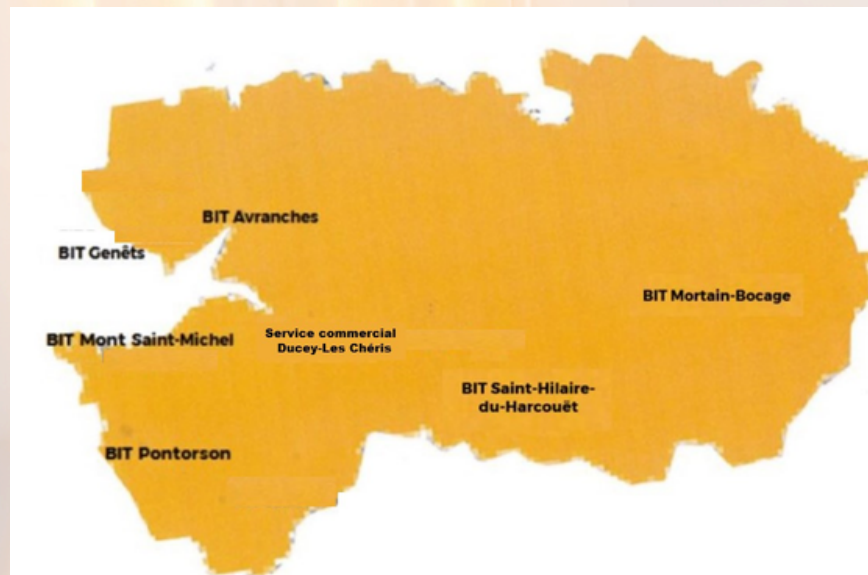 BIT Avranches
BIT Genêts
BIT Mortain-Bocage
BIT Mont Saint-Michel
Service commercial
Ducey-Les Chéris
BIT Saint-Hilaire-
du-Harcouët
BIT Pontorson